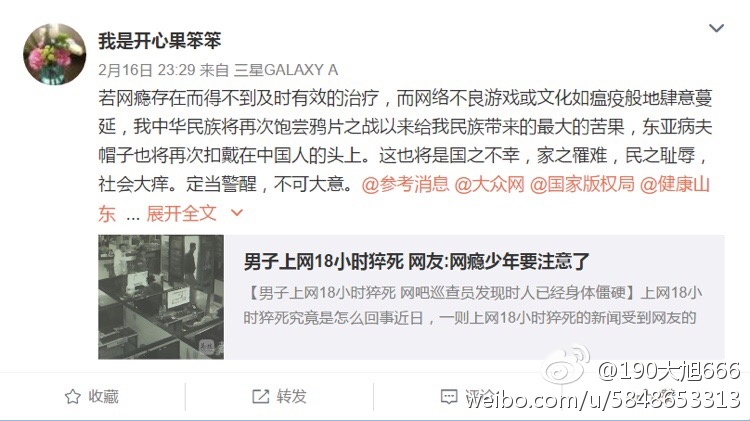 我是开心果笨笨
2月16日 23:29 来自 三星GALAXY A
若网瘾存在而得不到及时有效的治疗，而网络不良游戏或文化如瘟疫般地肆意蔓
延，我中华民族将再次饱尝鸦片之战以来给我民族带来的最大的苦果，东亚病夫
帽子也将再次扣戴在中国人的头上。这也将是国之不幸，家之罹难，民之耻辱，
社会大痒。定当警醒，不可大意。@参考消息 @大众网 @国家版权局 @健康山
东 ... 展开全文
男子上网18小时猝死 网友:网瘾少年要注意了
【男子上网18小时猝死 网吧巡查员发现时人已经身体僵硬】上网18小
时猝死究竟是怎么回事近日，一则上网18小时猝死的新闻受到网友的
收藏
转发
评论
@190大旭666
weibo.com/u/5848653313